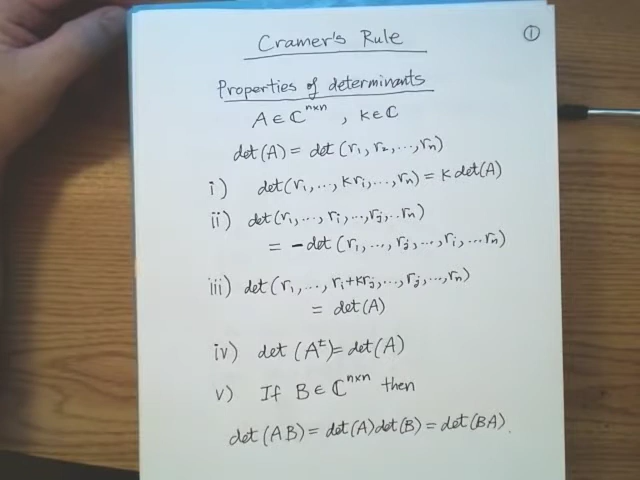 Cramer's Rule
①
Properties of determinants
A ∈ ℂⁿˣⁿ , k ∈ ℂ
det(A) = det(r₁, r₂, ..., rₙ)
i) det(r₁, ..., krᵢ, ..., rₙ) = k det(A)
ii) det(r₁, ..., rᵢ, ..., rⱼ, .. rₙ)
= -det(r₁, ..., rⱼ, ..., rᵢ, ... rₙ)
iii) det(r₁, ..., rᵢ+krⱼ, ..., rⱼ, ..., rₙ)
= det(A)
iv) det(Aᵗ) = det(A)
v) If B ∈ ℂⁿˣⁿ then
det(AB) = det(A)det(B) = det(BA).